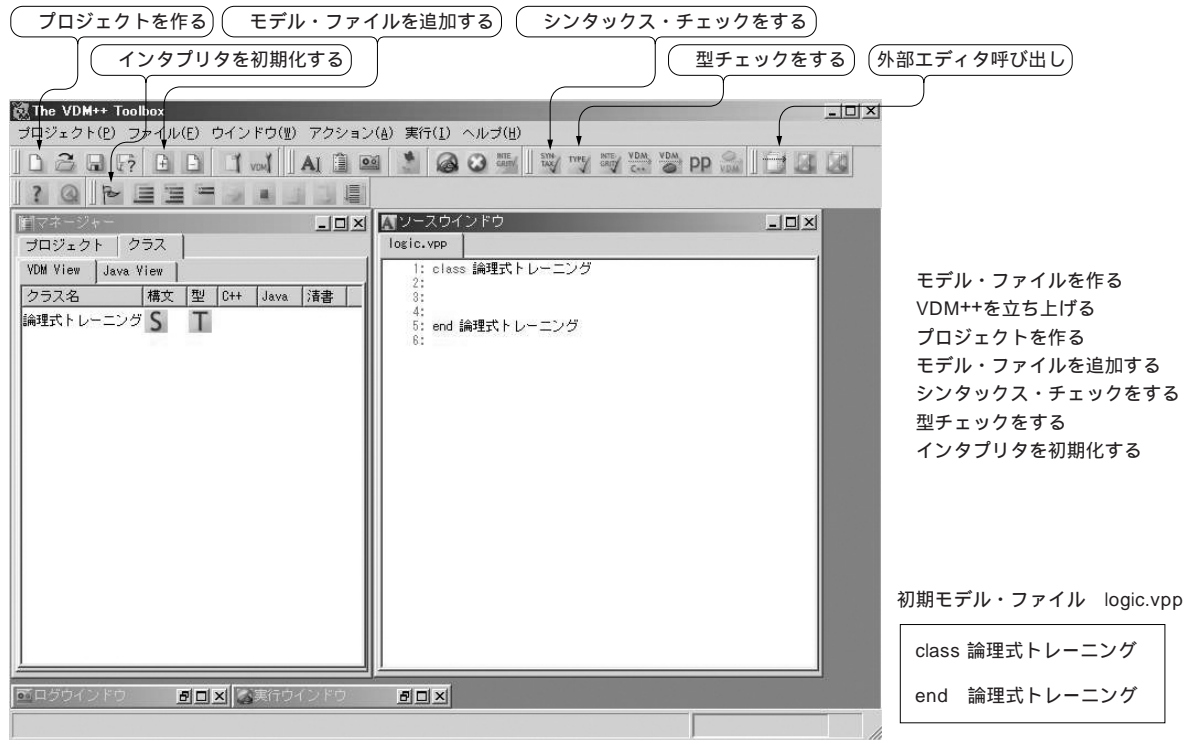 プロジェクトを作る モデル・ファイルを追加する シンタックス・チェックをする
インタプリタを初期化する 型チェックをする 外部エディタ呼び出し
The VDM++ Toolbox
プロジェクト(P) ファイル(F) ウインドウ(W) アクション(A) 実行(I) ヘルプ(H)
マネージャー
プロジェクト クラス
VDM View Java View
クラス名 構文 型 C++ Java 清書
論理式トレーニング S T
ソースウインドウ
logic.vpp
1: class 論理式トレーニング
2:
3:
4:
5: end 論理式トレーニング
6:
ログウインドウ 実行ウインドウ
モデル・ファイルを作る
VDM++を立ち上げる
プロジェクトを作る
モデル・ファイルを追加する
シンタックス・チェックをする
型チェックをする
インタプリタを初期化する
初期モデル・ファイル logic.vpp
class 論理式トレーニング
end 論理式トレーニング